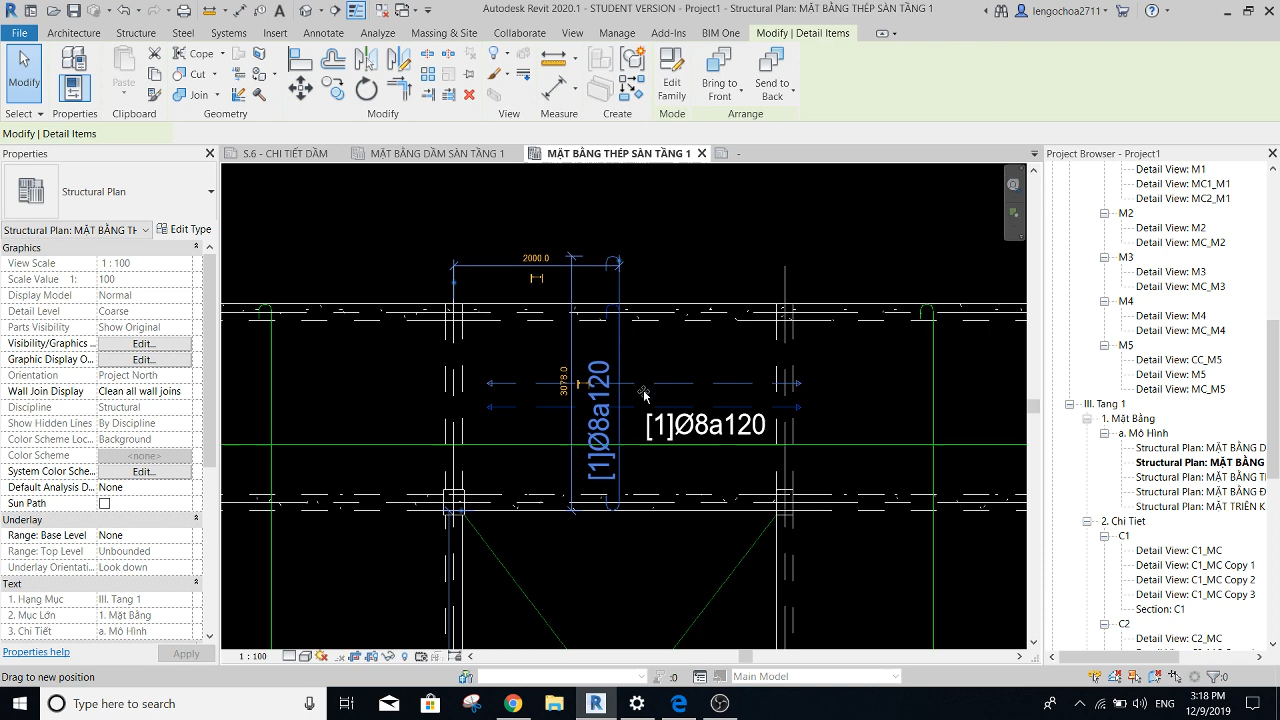 Autodesk Revit 2020.1 - STUDENT VERSION - Project1 - Structural Plan: MẶT BẰNG THÉP SÀN TẦNG 1
lengochoa2711
File Architecture Structure Steel Systems Insert Annotate Analyze Massing & Site Collaborate View Manage Add-Ins BIM One Modify | Detail Items
Modify Paste Cope Cut Join Edit Family Bring to Front Send to Back
Select Properties Clipboard Geometry Modify View Measure Create Mode Arrange
Modify | Detail Items
Properties
Structural Plan
Structural Plan: MẶT BẰNG TH Edit Type
Graphics
View Scale 1 : 100
Scale Value 1: 100
Display Model Normal
Detail Level Coarse
Parts Visibility Show Original
Visibility/Graphics ... Edit...
Graphic Display O... Edit...
Orientation Project North
Wall Join Display Clean all wall joins
Discipline Structural
Show Hidden Lines By Discipline
Color Scheme Loc... Background
Color Scheme <none>
System Color Sche... Edit...
Default Analysis D... None
Sun Path
Underlay
Range: Base Level None
Range: Top Level Unbounded
Underlay Orientati... Look down
Text
1. Hạng Mục III. Tang 1
2. Mục Lớn 1. Mặt Bằng
3. Chi Tiết a. Mô Hình
Properties help Apply
S.6 - CHI TIẾT DẦM MẶT BẰNG DẦM SÀN TẦNG 1 MẶT BẰNG THÉP SÀN TẦNG 1 -
2000.0
3078.0
[1]Ø8a120
[1]Ø8a120
1 : 100
Project Browser - Project1
Detail View: M1
Detail View: MC1_M1
Detail View: MC2_M1
M2
Detail View: M2
Detail View: MC_M2
M3
Detail View: M3
Detail View: MC_M3
M4
Detail View: M4
Detail View: MC_M4
M5
Detail View: CC_M5
Detail View: M5
Detail View: MC_M5
III. Tang 1
1. Mặt Bằng
a. Mô Hình
Structural Plan: MẶT BẰNG D
Structural Plan: MẶT BẰNG
Structural Plan: MẶT BẰNG T
Structural Plan: MẶT BẰNG Đ
Structural Plan: MẶT TRIỂN K
2. Chi Tiet
C1
Detail View: C1_MC
Detail View: C1_MC Copy 1
Detail View: C1_MC Copy 2
Detail View: C1_MC Copy 3
Section: C1
C2
Detail View: C2_MC
Drag to new position :0 Main Model :0
Type here to search
ENG
3:18 PM
12/9/2019